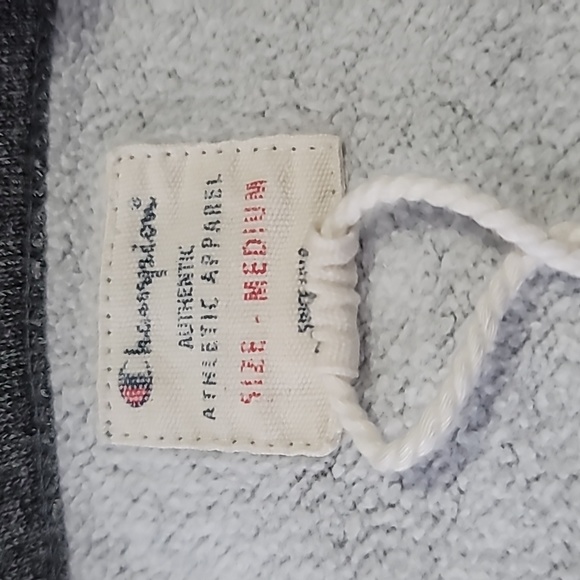 Champion®
AUTHENTIC
ATHLETIC APPAREL
SIZE - MEDIUM